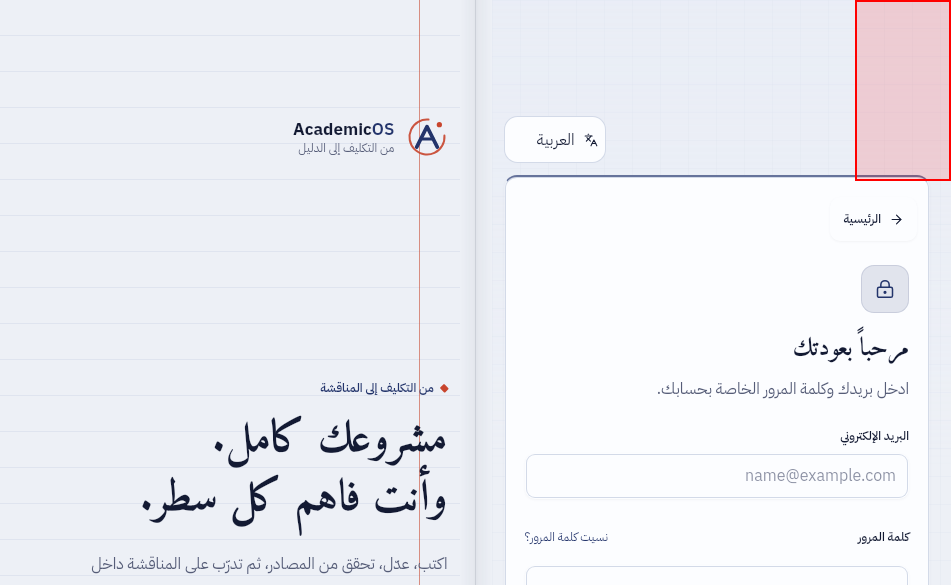 العربية
الرئيسية
مرحباً بعودتك
ادخل بريدك وكلمة المرور الخاصة بحسابك.
البريد الإلكتروني
name@example.com
كلمة المرور
نسيت كلمة المرور؟
AcademicOS
من التكليف إلى الدليل
من التكليف إلى المناقشة
مشروعك كامل.
وأنت فاهم كل سطر.
اكتب، عدّل، تحقق من المصادر، ثم تدرّب على المناقشة داخل